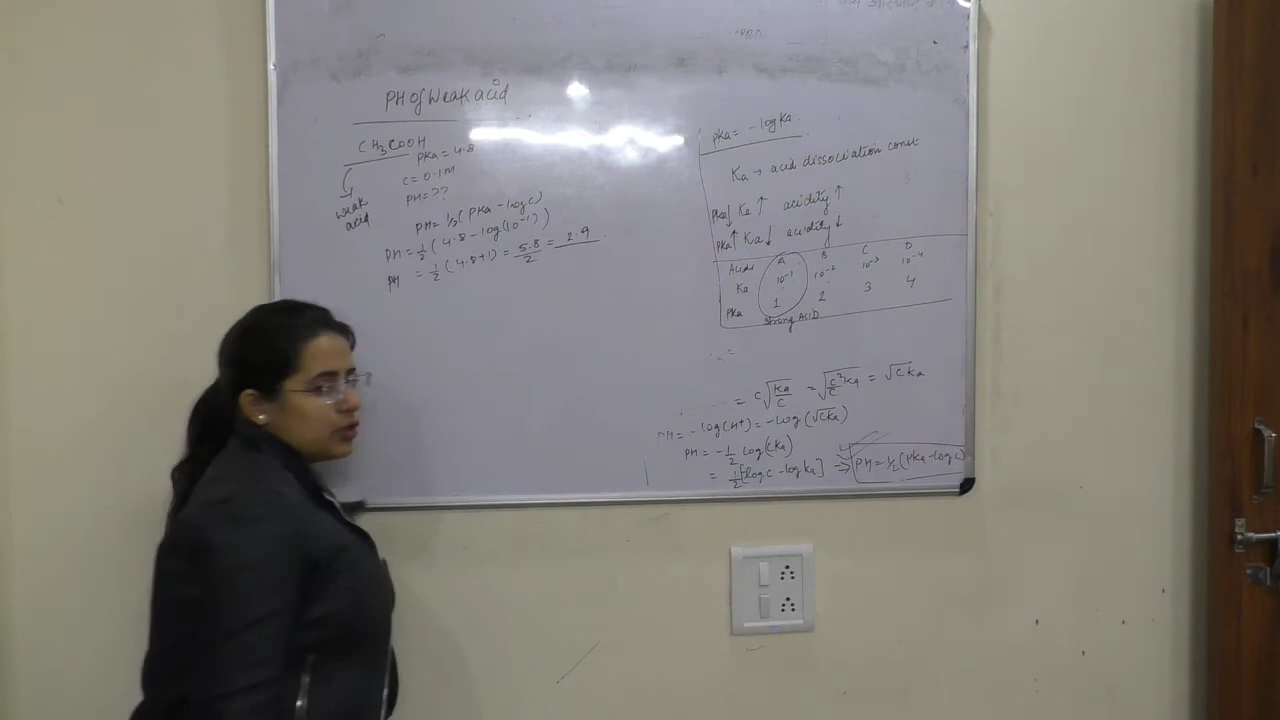 PH of Weak acid
CH₃COOH
pKa = 4.8
C = 0.1M
PH = ??
weak
acid
PH = 1/2 (PKa - log C)
PH = 1/2 (4.8 - log(10⁻¹))
PH = 1/2 (4.8+1) = 5.8/2 = 2.9
pKa = -log Ka.
Ka → acid dissociation const
pKa↓ Ka ↑ acidity ↑
pKa↑ Ka↓ acidity ↓
Acids A B C D
Ka 10⁻¹ 10⁻² 10⁻³ 10⁻⁴
PKa 1 2 3 4
Strong ACID
= C√(Ka/C) = √(C²Ka/C) = √CKa
PH = -log(H+) = -log(√CKa)
PH = -1/2 log(CKa)
= 1/2 [log C - log Ka] ⇒ PH = 1/2 (PKa - log C)